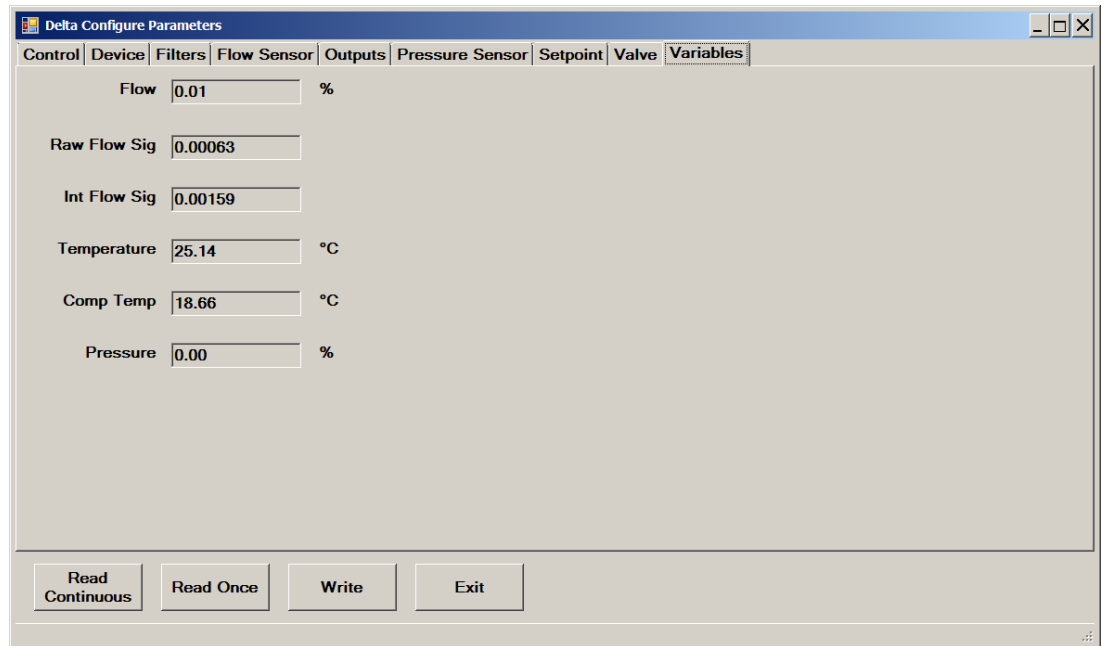 Delta Configure Parameters
Control Device Filters Flow Sensor Outputs Pressure Sensor Setpoint Valve Variables
Flow 0.01 %
Raw Flow Sig 0.00063
Int Flow Sig 0.00159
Temperature 25.14 °C
Comp Temp 18.66 °C
Pressure 0.00 %
Read
Continuous
Read Once
Write
Exit